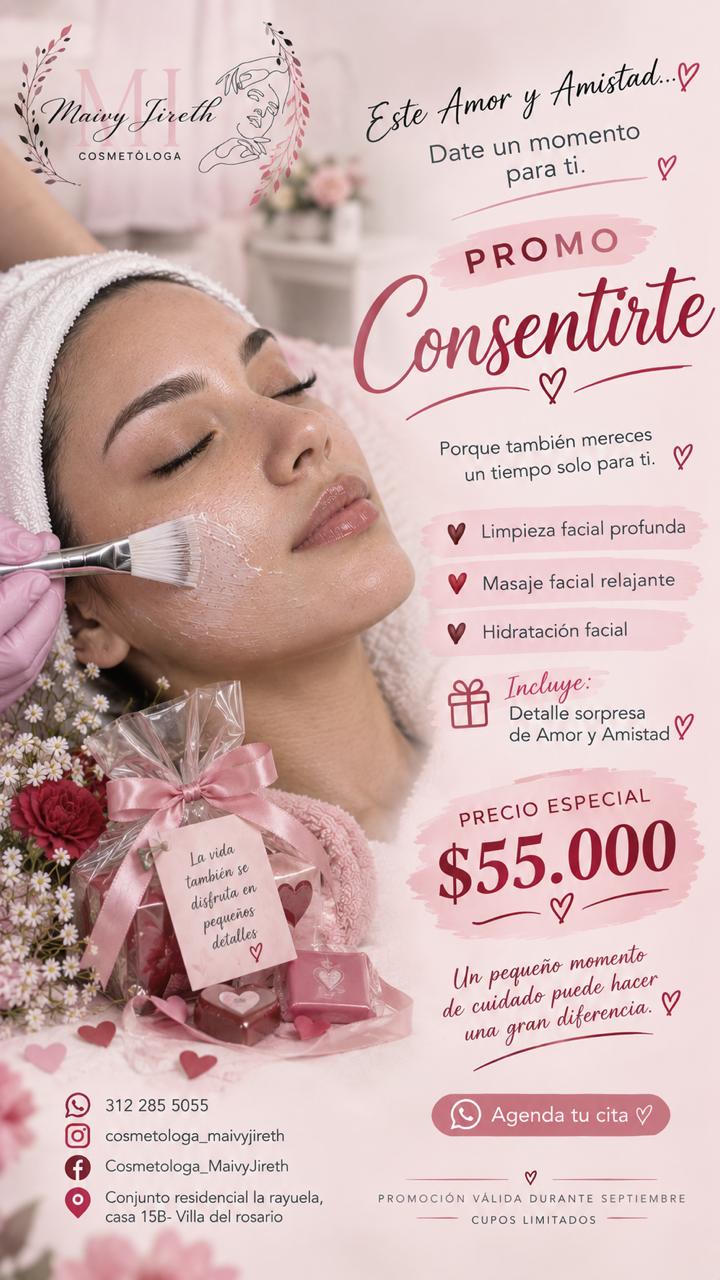 MJ
Maivy Jireth
COSMETÓLOGA
Este Amor y Amistad...
Date un momento
para ti.
PROMO
Consentirte
Porque también mereces
un tiempo solo para ti.
Limpieza facial profunda
Masaje facial relajante
Hidratación facial
Incluye:
Detalle sorpresa
de Amor y Amistad
PRECIO ESPECIAL
$55.000
La vida
también se
disfruta en
pequeños
detalles
Un pequeño momento
de cuidado puede hacer
una gran diferencia.
312 285 5055
cosmetologa_maivyjireth
Cosmetologa_MaivyJireth
Conjunto residencial la rayuela,
casa 15B- Villa del rosario
Agenda tu cita
PROMOCIÓN VÁLIDA DURANTE SEPTIEMBRE
CUPOS LIMITADOS